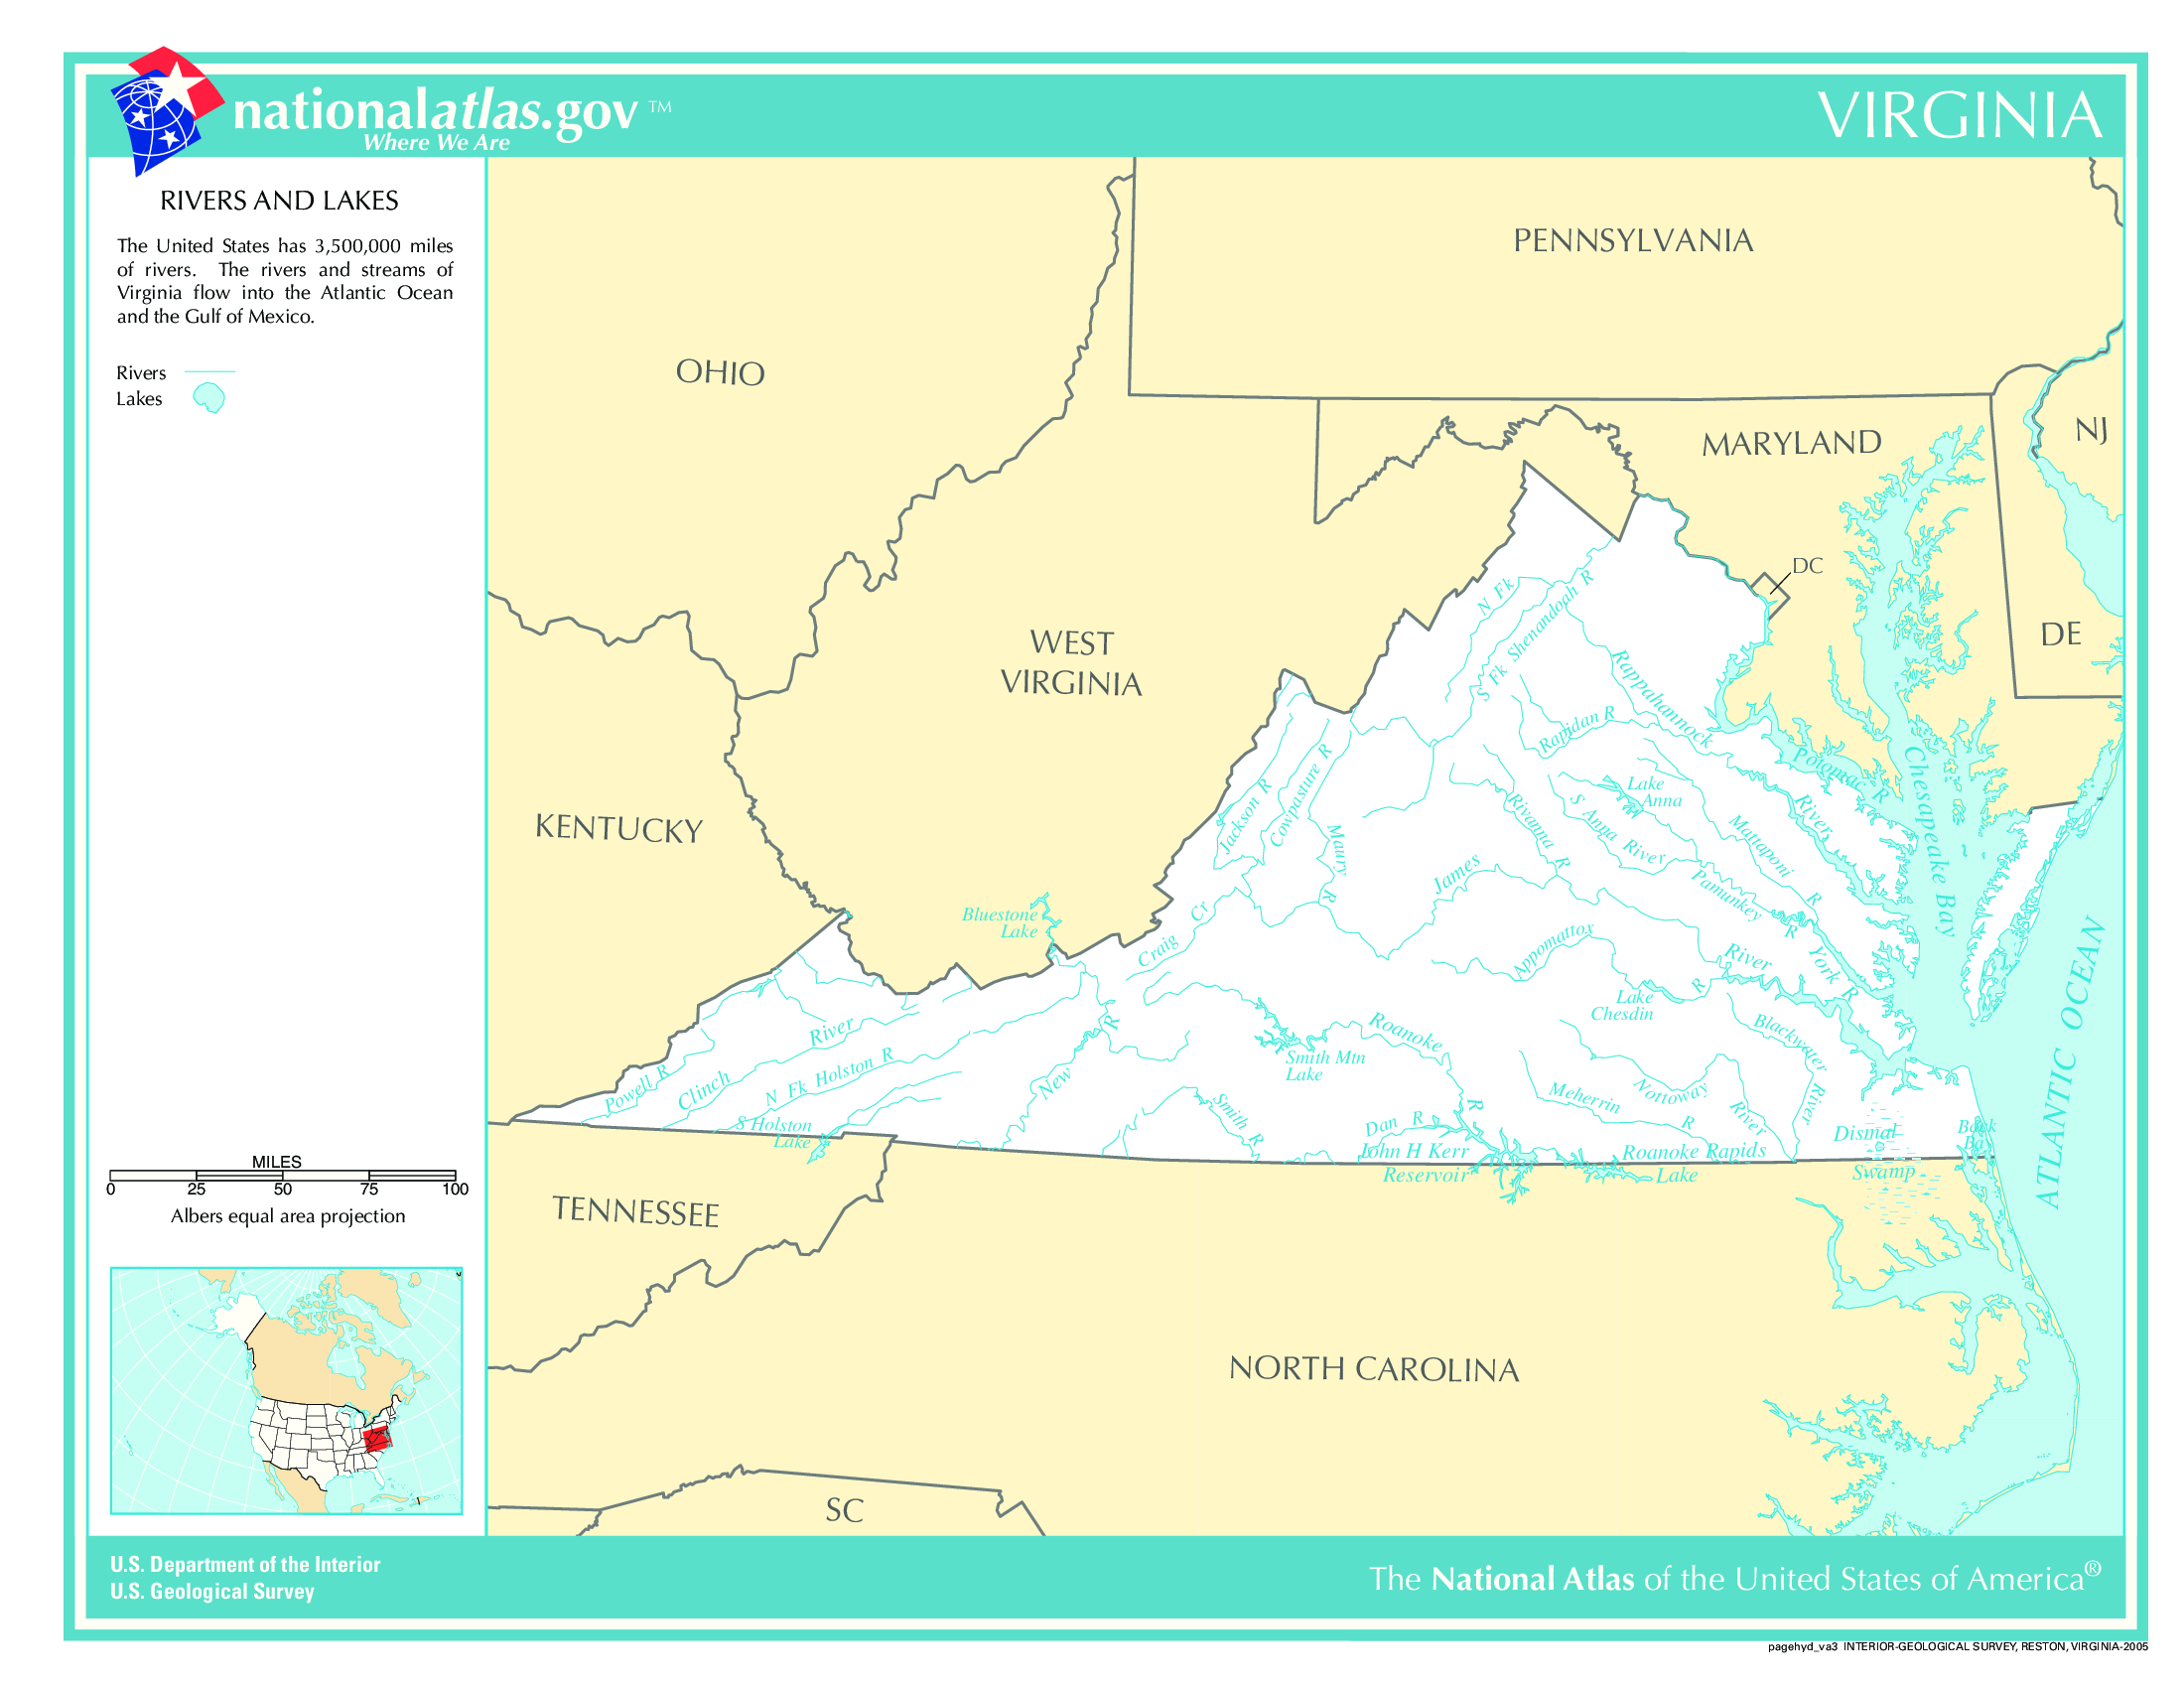 nationalatlas.gov ™
Where We Are
VIRGINIA
RIVERS AND LAKES
The United States has 3,500,000 miles
of rivers. The rivers and streams of
Virginia flow into the Atlantic Ocean
and the Gulf of Mexico.
Rivers
Lakes
MILES
0 25 50 75 100
Albers equal area projection
PENNSYLVANIA
OHIO
MARYLAND
NJ
DC
DE
WEST
VIRGINIA
KENTUCKY
TENNESSEE
NORTH CAROLINA
SC
N Fk
S Fk Shenandoah R
Rappahannock
River
Rapidan R
Potomac R
Chesapeake Bay
Lake
Anna
Jackson R
Cowpasture R
Maury R
Rivanna R
S Anna River
Mattaponi R
Pamunkey R
York R
James
River
Bluestone
Lake
Craig Cr
Appomattox R
Lake
Chesdin
Blackwater River
ATLANTIC OCEAN
Clinch River
Powell R
N Fk Holston R
S Holston
Lake
New R
Smith Mtn
Lake
Roanoke R
Smith R
Dan R
John H Kerr
Reservoir
Meherrin R
Nottoway River
Roanoke Rapids
Lake
Dismal
Swamp
Back
Bay
U.S. Department of the Interior
U.S. Geological Survey
The National Atlas of the United States of America®
pagehyd_va3 INTERIOR-GEOLOGICAL SURVEY, RESTON, VIRGINIA-2005